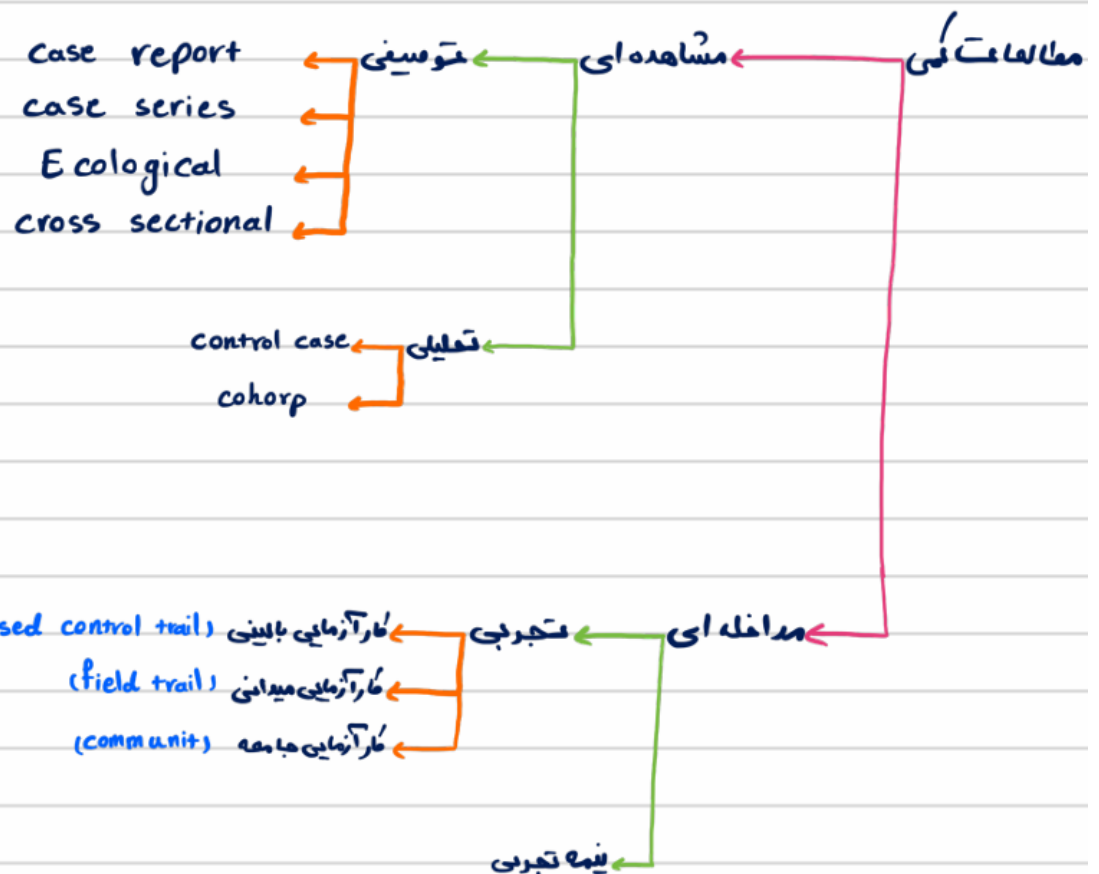 مطالعات کمی مشاهده ای توصیفی case report
case series
Ecological
cross sectional
تحلیلی control case
cohorp
مداخله ای تجربی کارآزمایی بالینی (sed control trail)
کارآزمایی میدانی (field trail)
کارآزمایی جامعه (communit)
نیمه تجربی